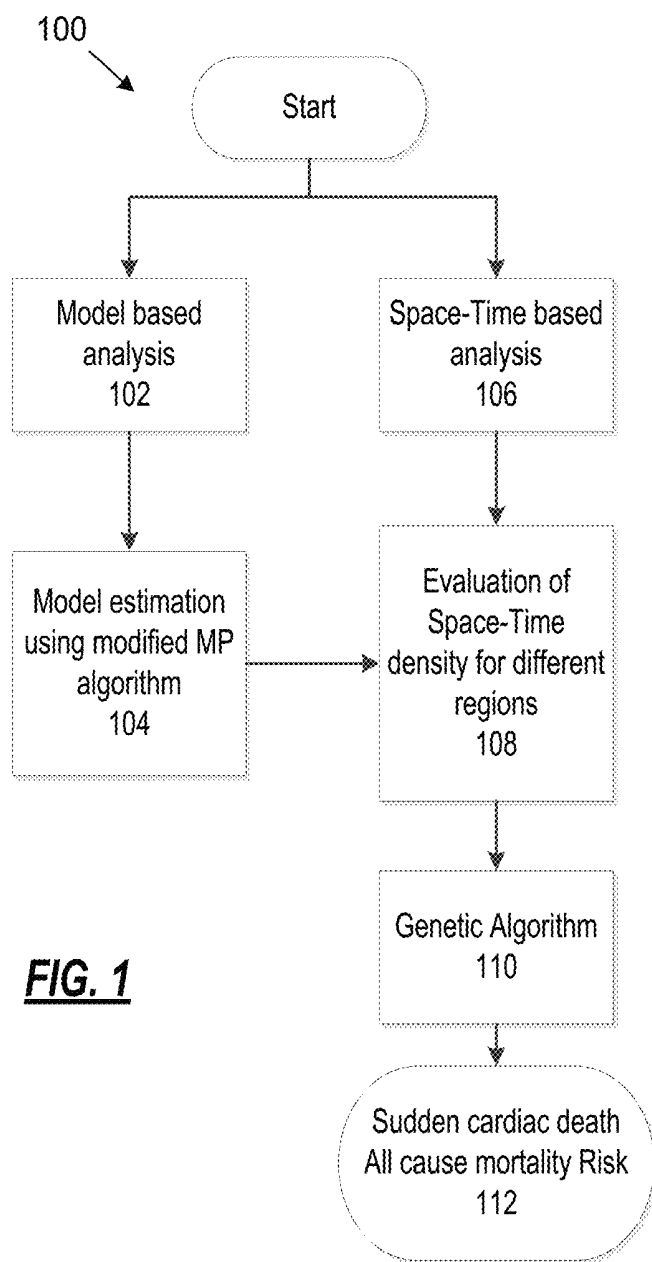 100
Start
Model based
analysis
102
Space-Time based
analysis
106
Model estimation
using modified MP
algorithm
104
Evaluation of
Space-Time
density for different
regions
108
Genetic Algorithm
110
FIG. 1
Sudden cardiac death
All cause mortality Risk
112